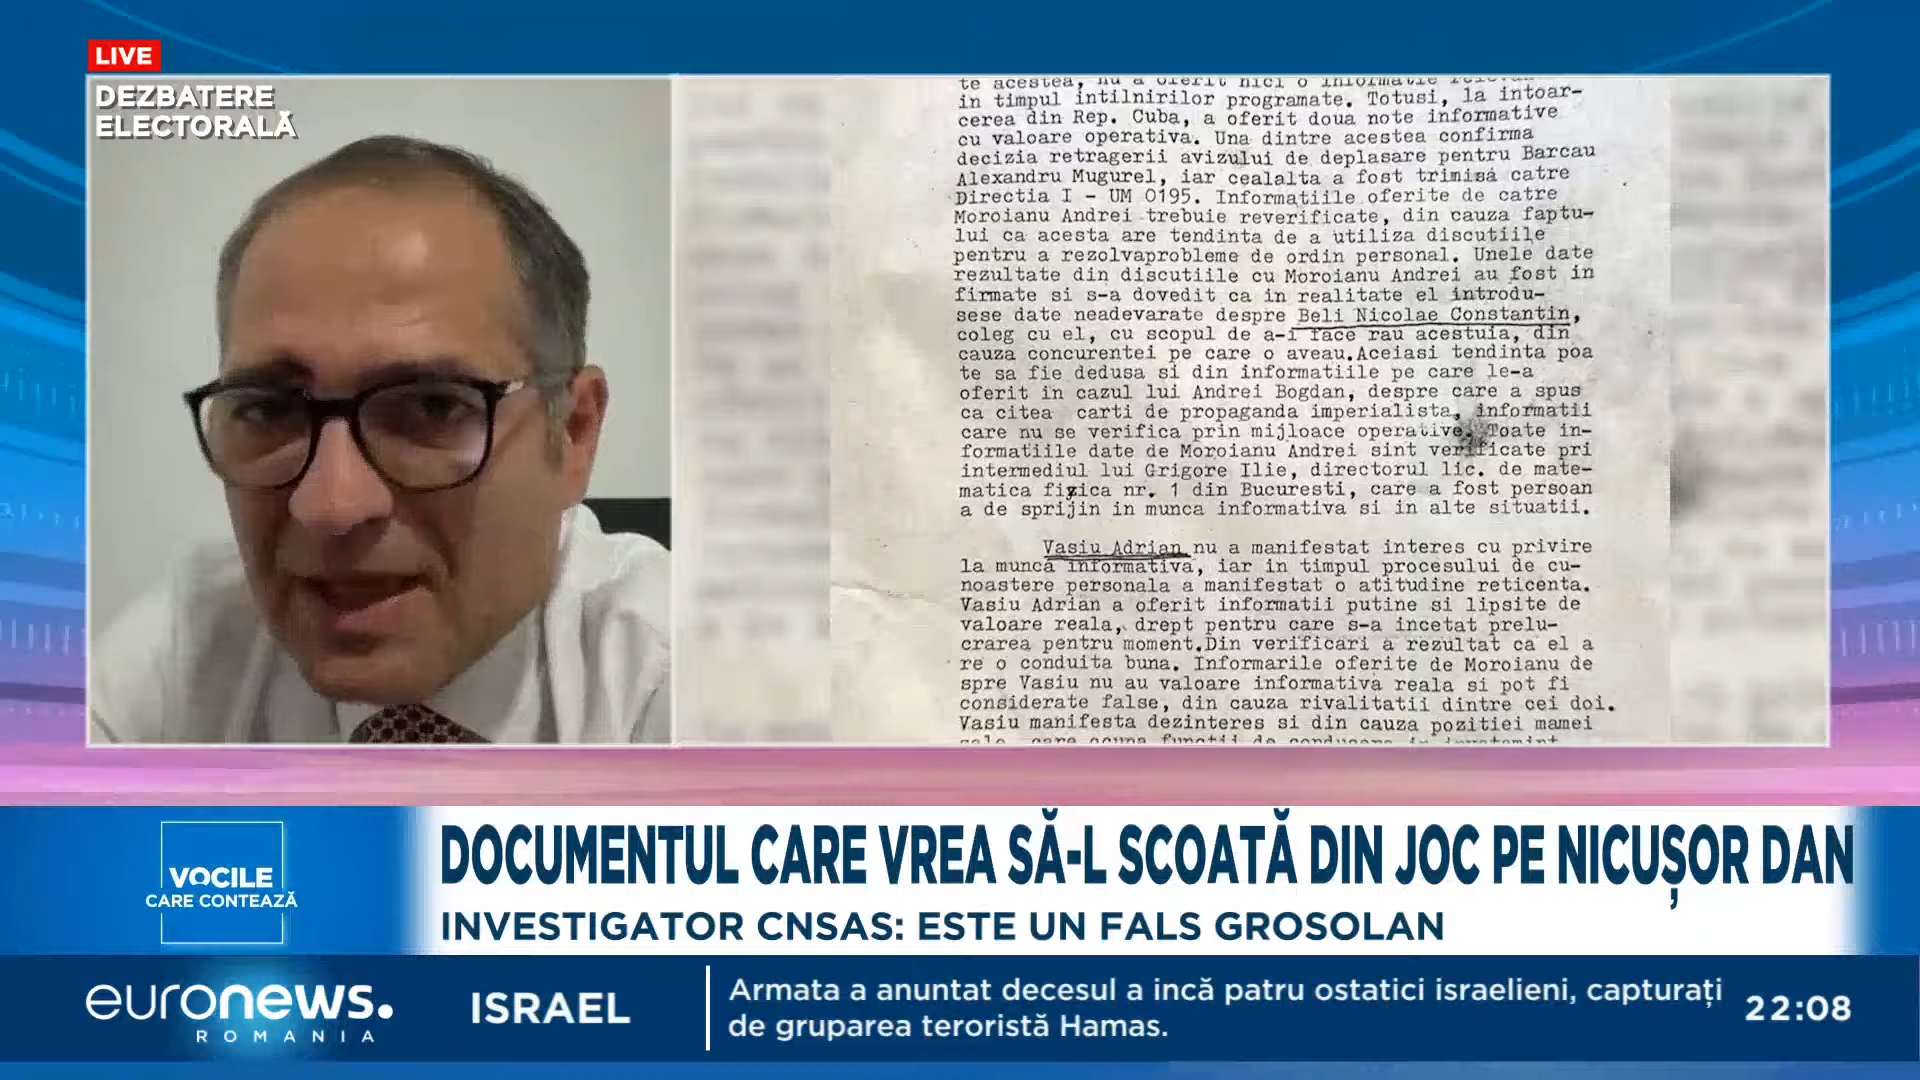 LIVE
DEZBATERE
ELECTORALĂ
te acestea, nu a oferit nici o informatie
in timpul intilnirilor programate. Totusi, la intoar-
cerea din Rep. Cuba, a oferit doua note informative
cu valoare operativa. Una dintre acestea confirma
decizia retragerii avizului de deplasare pentru Barcau
Alexandru Mugurel, iar cealalta a fost trimisa catre
Directia I - UM 0195. Informatiile oferite de catre
Moroianu Andrei trebuie reverificate, din cauza faptu-
lui ca acesta are tendinta de a utiliza discutiile
pentru a rezolvaprobleme de ordin personal. Unele date
rezultate din discutiile cu Moroianu Andrei au fost in
firmate si s-a dovedit ca in realitate el introdu-
sese date neadevarate despre Beli Nicolae Constantin,
coleg cu el, cu scopul de a-i face rau acestuia, din
cauza concurentei pe care o aveau.Aceiasi tendinta poa
te sa fie dedusa si din informatiile pe care le-a
oferit in cazul lui Andrei Bogdan, despre care a spus
ca citea carti de propaganda imperialista, informatii
care nu se verifica prin mijloace operative. Toate in-
formatiile date de Moroianu Andrei sint verificate pri
intermediul lui Grigore Ilie, directorul lic. de mate-
matica fizica nr. 1 din Bucuresti, care a fost persoan
a de sprijin in munca informativa si in alte situatii.
Vasiu Adrian nu a manifestat interes cu privire
la munca informativa, iar in timpul procesului de cu-
noastere personala a manifestat o atitudine reticenta.
Vasiu Adrian a oferit informatii putine si lipsite de
valoare reala, drept pentru care s-a incetat prelu-
crarea pentru moment.Din verificari a rezultat ca el a
re o conduita buna. Informarile oferite de Moroianu de
spre Vasiu nu au valoare informativa reala si pot fi
considerate false, din cauza rivalitatii dintre cei doi.
Vasiu manifesta dezinteres si din cauza pozitiei mamei
DOCUMENTUL CARE VREA SĂ-L SCOATĂ DIN JOC PE NICUȘOR DAN
VOCILE
CARE CONTEAZĂ
INVESTIGATOR CNSAS: ESTE UN FALS GROSOLAN
euronews.
ROMANIA
ISRAEL
Armata a anuntat decesul a incă patru ostatici israelieni, capturați
de gruparea teroristă Hamas.
22:08